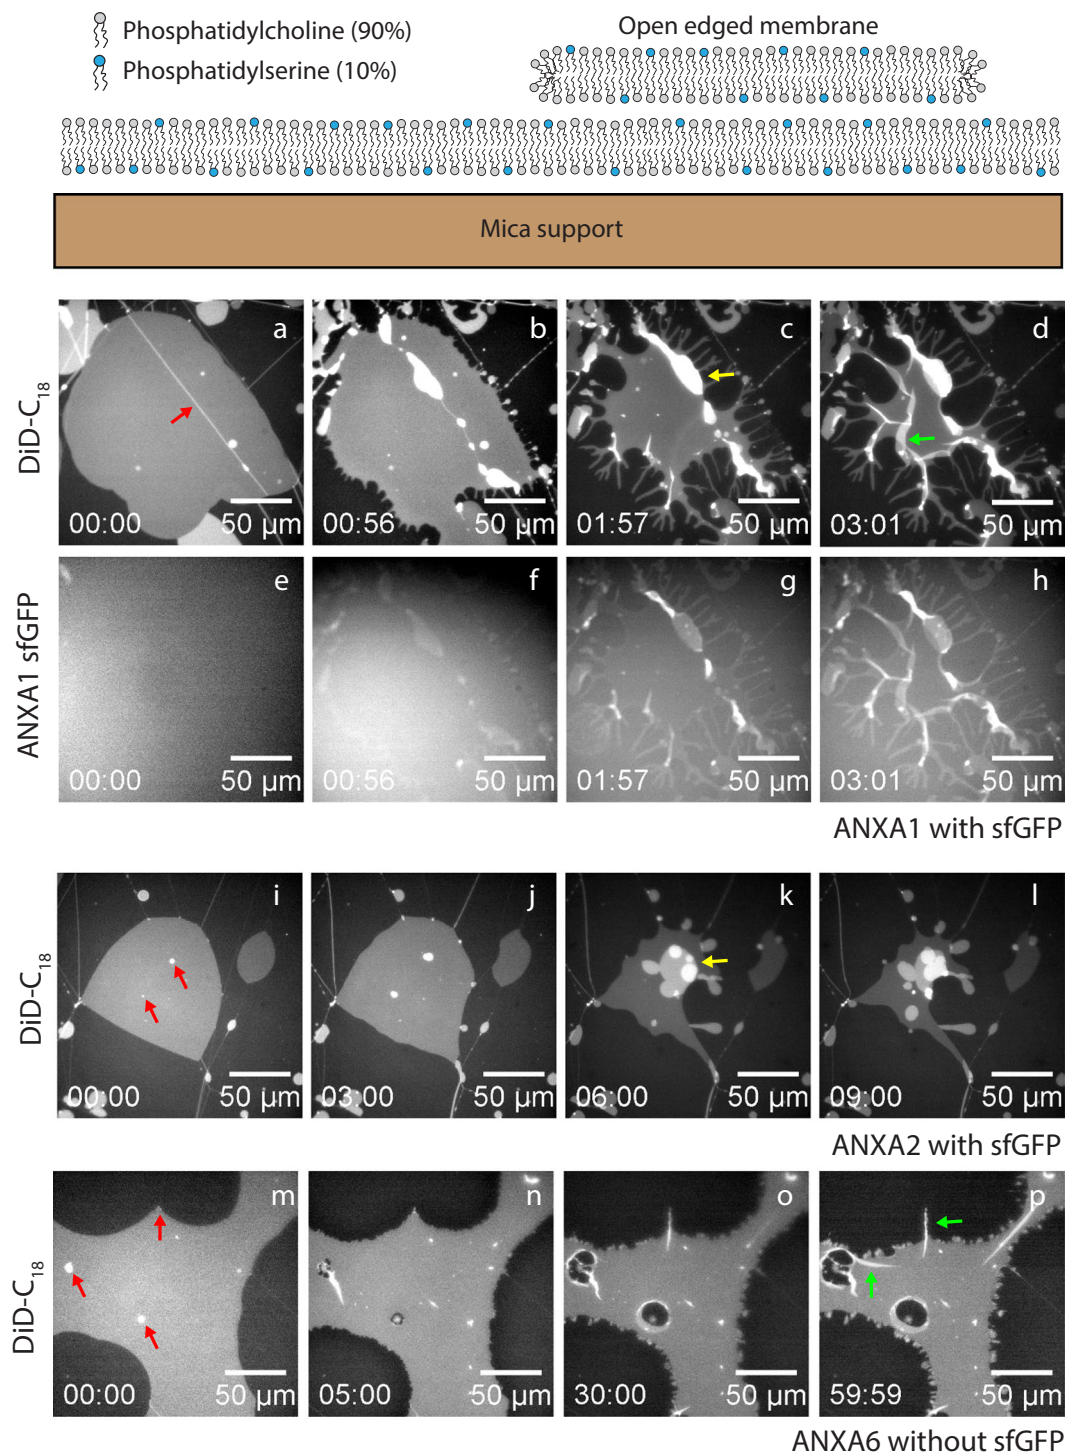 Phosphatidylcholine (90%)
Phosphatidylserine (10%)
Open edged membrane
Mica support
DiD-C18
a
00:00
50 µm
b
00:56
50 µm
c
01:57
50 µm
d
03:01
50 µm
ANXA1 sfGFP
e
00:00
50 µm
f
00:56
50 µm
g
01:57
50 µm
h
03:01
50 µm
ANXA1 with sfGFP
DiD-C18
i
00:00
50 µm
j
03:00
50 µm
k
06:00
50 µm
l
09:00
50 µm
ANXA2 with sfGFP
DiD-C18
m
00:00
50 µm
n
05:00
50 µm
o
30:00
50 µm
p
59:59
50 µm
ANXA6 without sfGFP